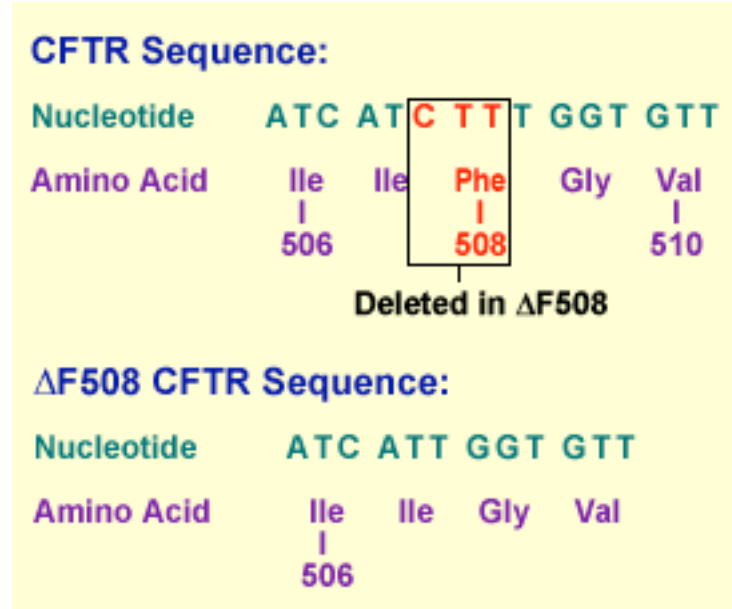 CFTR Sequence:
Nucleotide ATC ATC TTT GGT GTT
Amino Acid Ile Ile Phe Gly Val
506 508 510
Deleted in ΔF508
ΔF508 CFTR Sequence:
Nucleotide ATC ATT GGT GTT
Amino Acid Ile Ile Gly Val
506